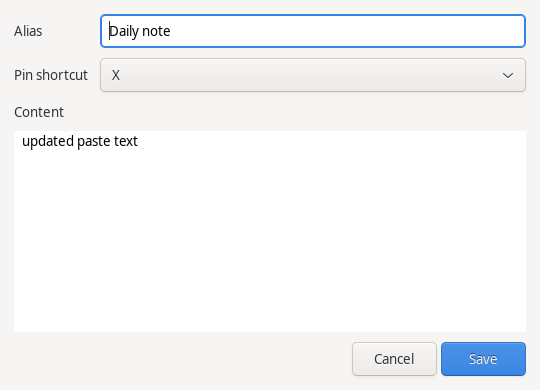 Alias
Daily note
Pin shortcut
X
Content
updated paste text
Cancel
Save